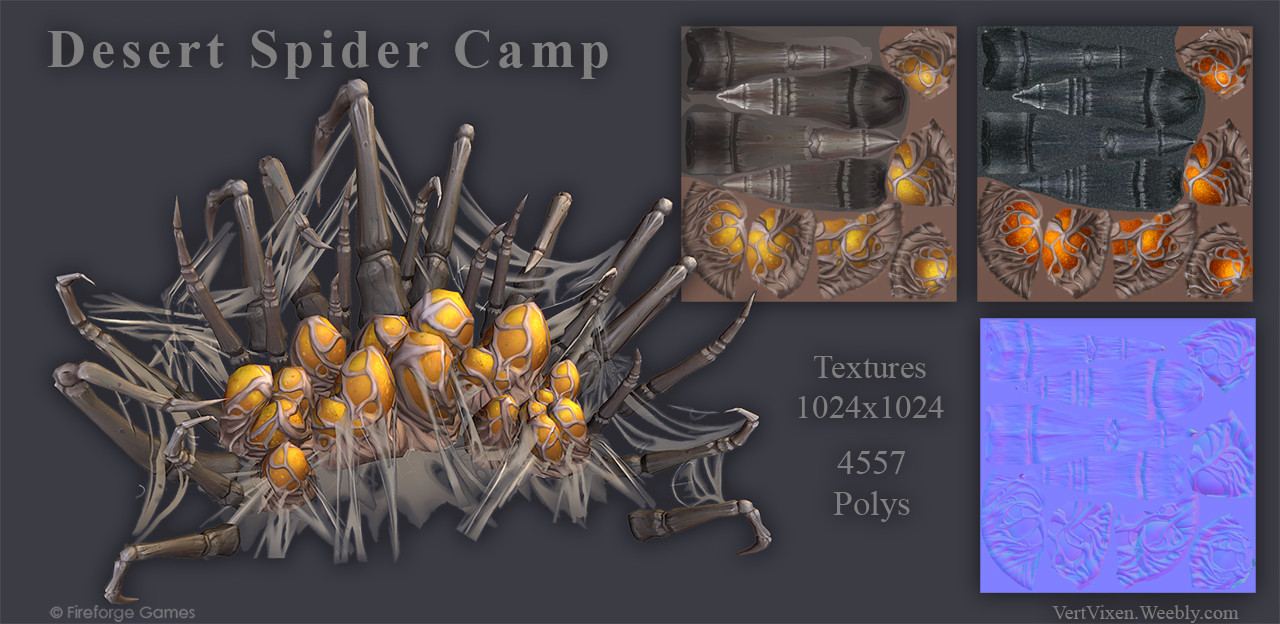 Desert Spider Camp
Textures
1024x1024
4557
Polys
© Fireforge Games
VertVixen.Weebly.com